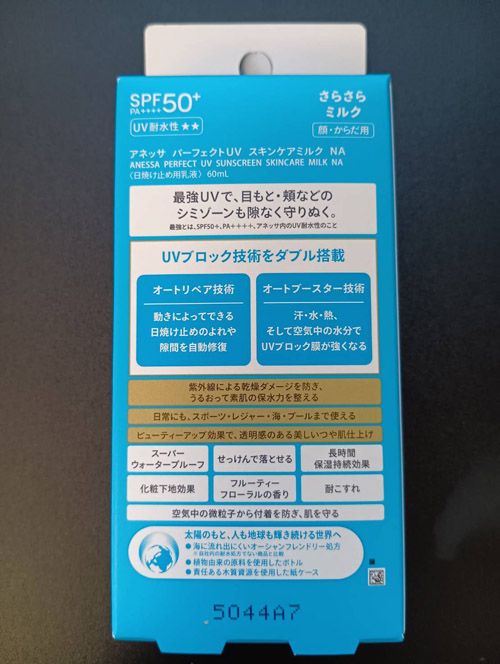 SPF50+
PA++++
UV耐水性★★
さらさら
ミルク
顔・からだ用
アネッサ パーフェクトUV スキンケアミルク NA
ANESSA PERFECT UV SUNSCREEN SKINCARE MILK NA
〈日焼け止め用乳液〉 60mL
最強UVで、目もと・頬などの
シミゾーンも隙なく守りぬく。
最強とは、SPF50+、PA++++、アネッサ内のUV耐水性のこと
UVブロック技術をダブル搭載
オートリペア技術
動きによってできる
日焼け止めのよれや
隙間を自動修復
オートブースター技術
汗・水・熱、
そして空気中の水分で
UVブロック膜が強くなる
紫外線による乾燥ダメージを防ぎ、
うるおって素肌の保水力を整える
日常にも、スポーツ・レジャー・海・プールまで使える
ビューティーアップ効果で、透明感のある美しいつや肌仕上げ
スーパー
ウォータープルーフ
せっけんで落とせる
長時間
保湿持続効果
化粧下地効果
フルーティー
フローラルの香り
耐こすれ
空気中の微粒子から付着を防ぎ、肌を守る
太陽のもと、人も地球も輝き続ける世界へ
●海に流れ出にくいオーシャンフレンドリー処方
※自社内の耐水処方でない商品と比較
●植物由来の原料を使用したボトル
●責任ある木質資源を使用した紙ケース
5044A7